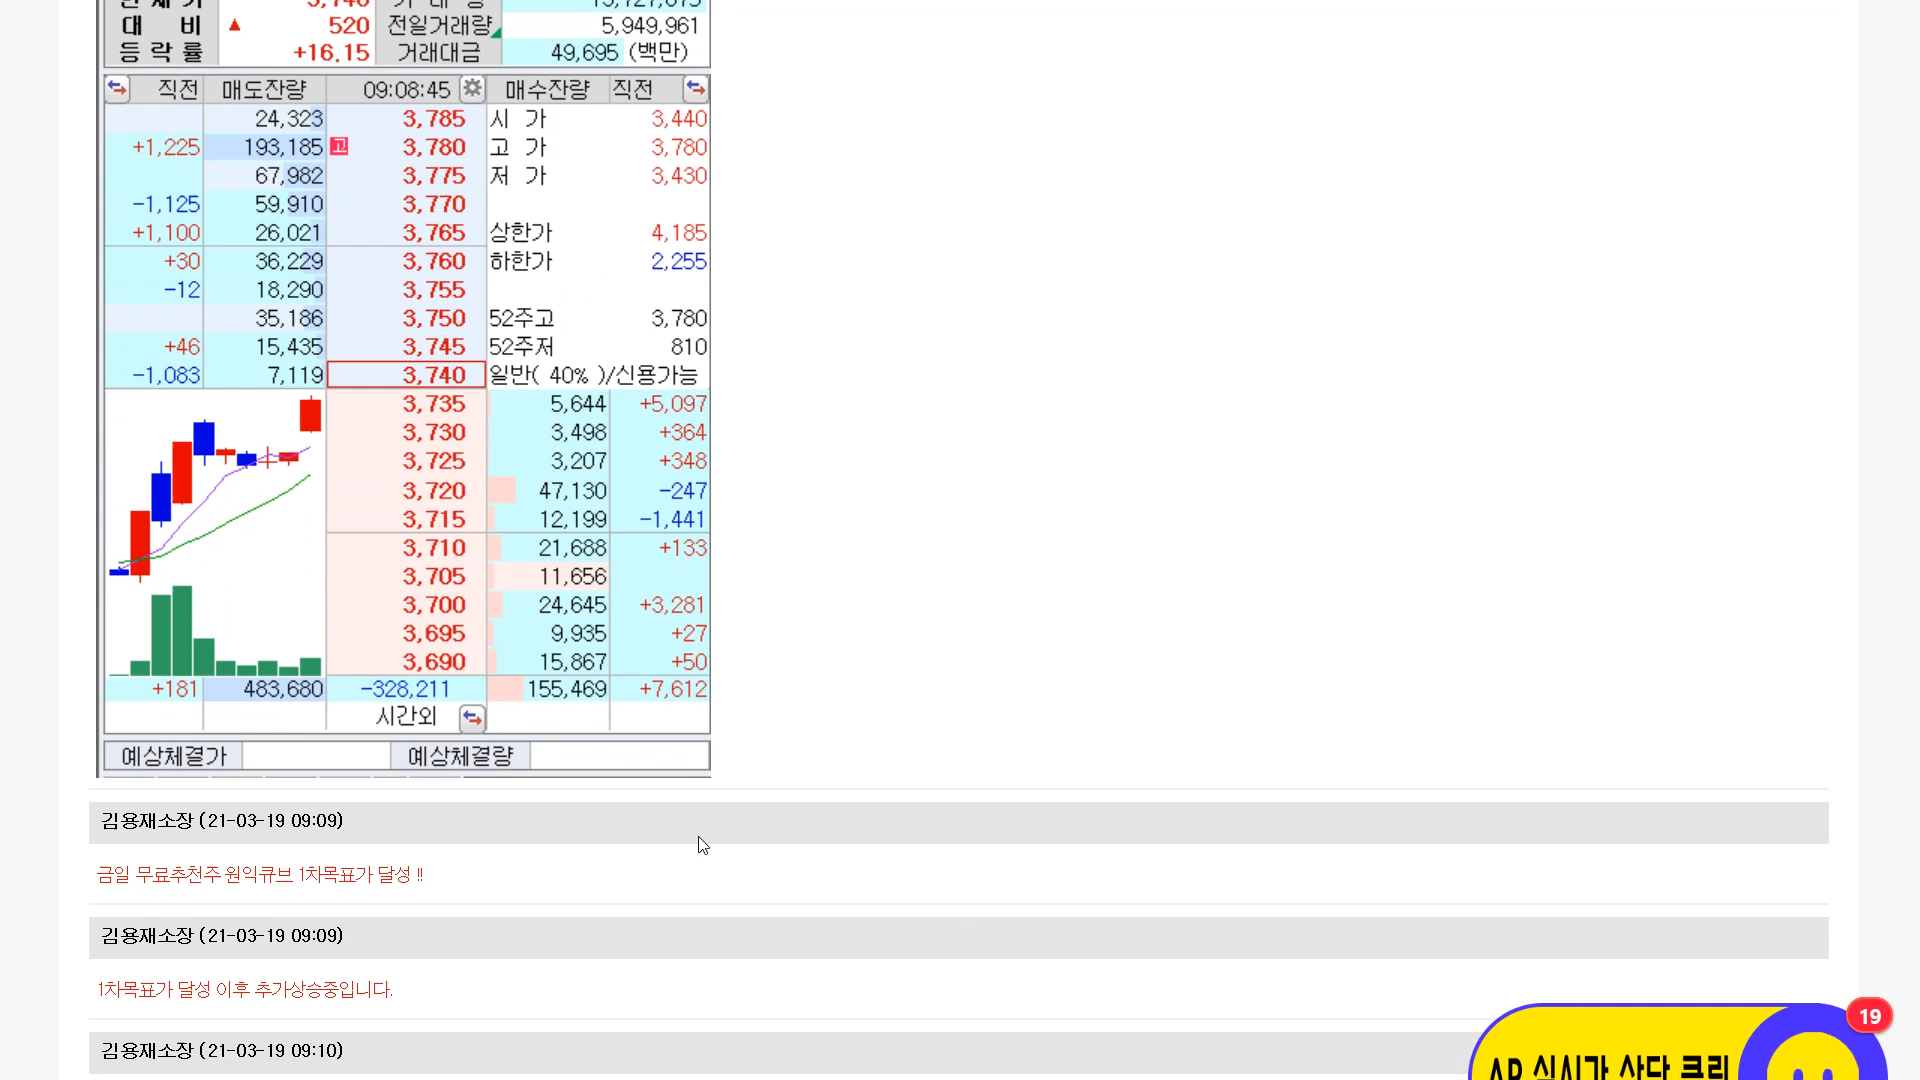 대 비 ▲ 520 전일거래량 5,949,961
등 락 률 +16.15 거래대금 49,695 (백만)
직전 매도잔량 09:08:45 매수잔량 직전
24,323 3,785 시 가 3,440
+1,225 193,185 고 3,780 고 가 3,780
67,982 3,775 저 가 3,430
-1,125 59,910 3,770
+1,100 26,021 3,765 상한가 4,185
+30 36,229 3,760 하한가 2,255
-12 18,290 3,755
35,186 3,750 52주고 3,780
+46 15,435 3,745 52주저 810
-1,083 7,119 3,740 일반( 40% )/신용가능
3,735 5,644 +5,097
3,730 3,498 +364
3,725 3,207 +348
3,720 47,130 -247
3,715 12,199 -1,441
3,710 21,688 +133
3,705 11,656
3,700 24,645 +3,281
3,695 9,935 +27
3,690 15,867 +50
+181 483,680 -328,211 155,469 +7,612
시간외
예상체결가 예상체결량
김용재소장 (21-03-19 09:09)
금일 무료추천주 원익큐브 1차목표가 달성 !!
김용재소장 (21-03-19 09:09)
1차목표가 달성 이후 추가상승중입니다.
김용재소장 (21-03-19 09:10)
19